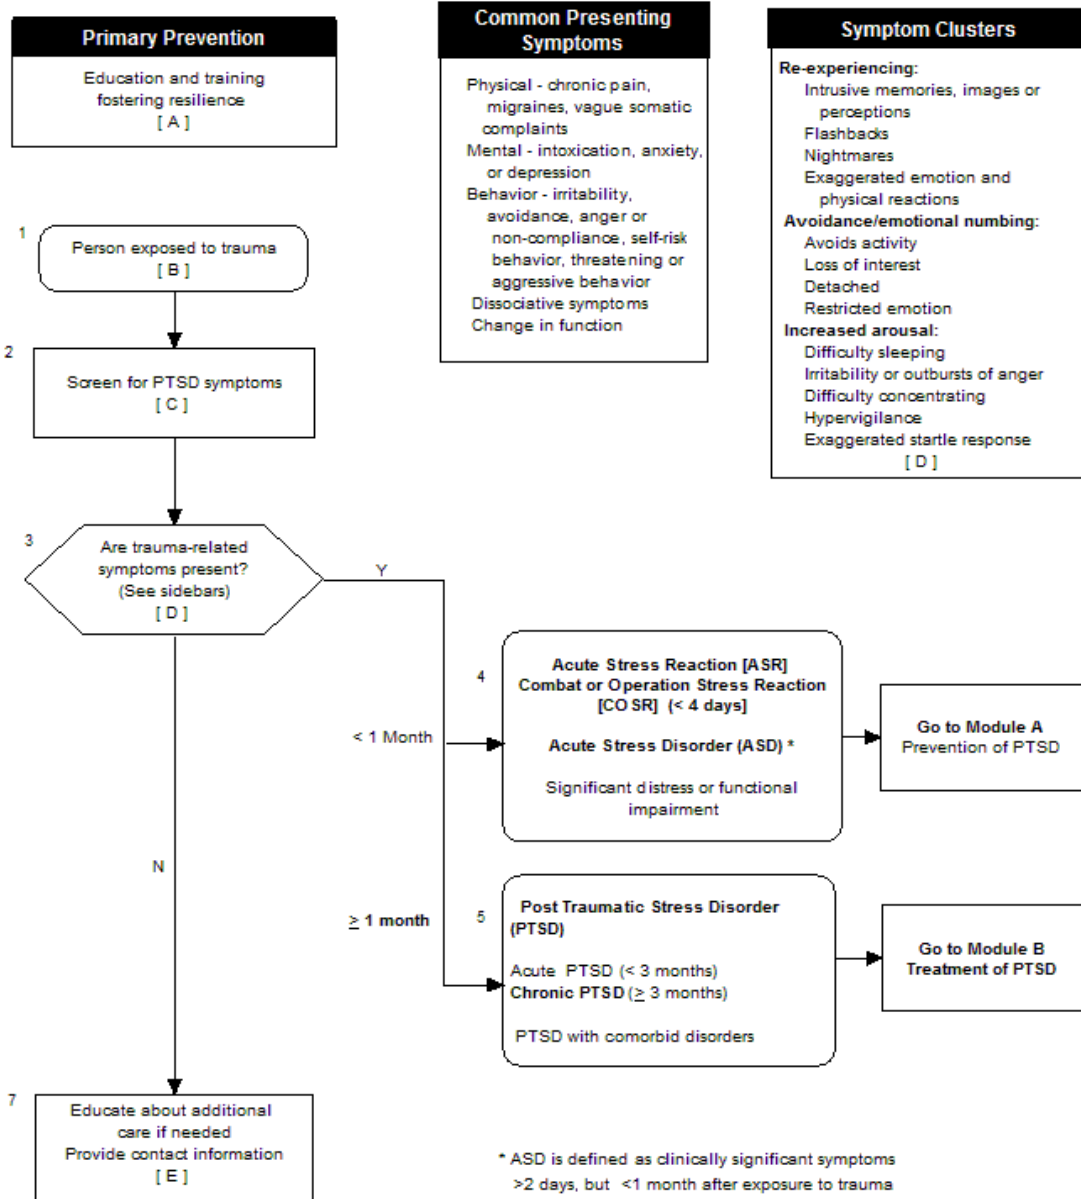 Primary Prevention
Education and training
fostering resilience
[ A ]
Common Presenting
Symptoms
Physical - chronic pain,
migraines, vague somatic
complaints
Mental - intoxication, anxiety,
or depression
Behavior - irritability,
avoidance, anger or
non-compliance, self-risk
behavior, threatening or
aggressive behavior
Dissociative symptoms
Change in function
Symptom Clusters
Re-experiencing:
Intrusive memories, images or
perceptions
Flashbacks
Nightmares
Exaggerated emotion and
physical reactions
Avoidance/emotional numbing:
Avoids activity
Loss of interest
Detached
Restricted emotion
Increased arousal:
Difficulty sleeping
Irritability or outbursts of anger
Difficulty concentrating
Hypervigilance
Exaggerated startle response
[ D ]
1
Person exposed to trauma
[ B ]
2
Screen for PTSD symptoms
[ C ]
3
Are trauma-related
symptoms present?
(See sidebars)
[ D ]
Y
N
< 1 Month
4
Acute Stress Reaction [ASR]
Combat or Operation Stress Reaction
[COSR] (< 4 days]
Acute Stress Disorder (ASD) *
Significant distress or functional
impairment
Go to Module A
Prevention of PTSD
≥ 1 month
5
Post Traumatic Stress Disorder
(PTSD)
Acute PTSD (< 3 months)
Chronic PTSD (≥ 3 months)
PTSD with comorbid disorders
Go to Module B
Treatment of PTSD
7
Educate about additional
care if needed
Provide contact information
[ E ]
* ASD is defined as clinically significant symptoms
>2 days, but <1 month after exposure to trauma